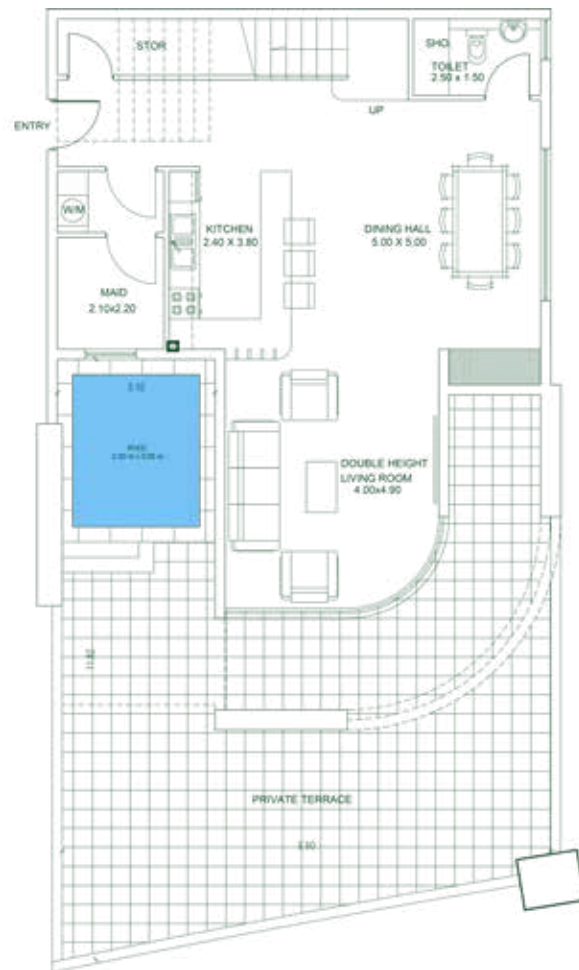 STOR
SHO.
TOILET
2.50 x 1.50
ENTRY
UP
W/M
KITCHEN
2.40 X 3.80
DINING HALL
5.00 X 5.00
MAID
2.10x2.20
DOUBLE HEIGHT
LIVING ROOM
4.00x4.90
PRIVATE TERRACE